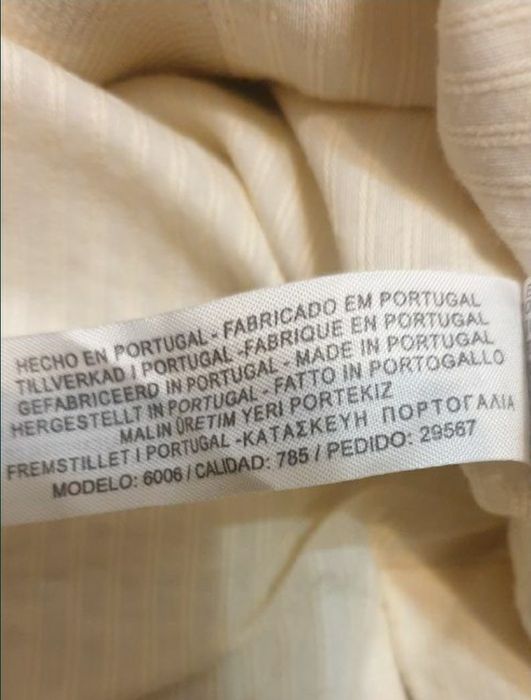 HECHO EN PORTUGAL - FABRICADO EM PORTUGAL
TILLVERKAD I PORTUGAL -FABRIQUE EN PORTUGAL
GEFABRICEERD IN PORTUGAL - MADE IN PORTUGAL
HERGESTELLT IN PORTUGAL - FATTO IN PORTOGALLO
MALIN ÜRETIM YERI PORTEKIZ
FREMSTILLET I PORTUGAL -ΚΑΤΑΣΚΕΥΗ ΠΟΡΤΟΓΑΛΙΑ
MODELO: 6006 / CALIDAD: 785 / PEDIDO: 29567